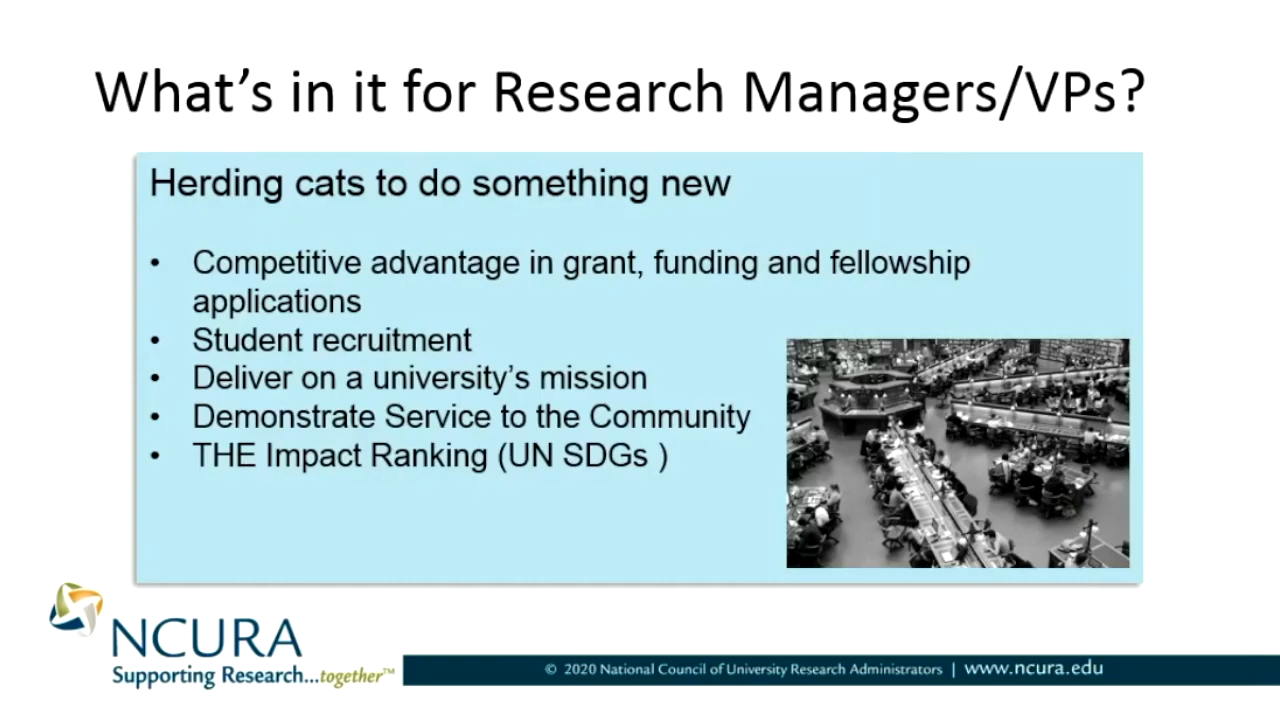 What's in it for Research Managers/VPs?
Herding cats to do something new
• Competitive advantage in grant, funding and fellowship
applications
• Student recruitment
• Deliver on a university's mission
• Demonstrate Service to the Community
• THE Impact Ranking (UN SDGs )
NCURA
Supporting Research...together™
© 2020 National Council of University Research Administrators | www.ncura.edu